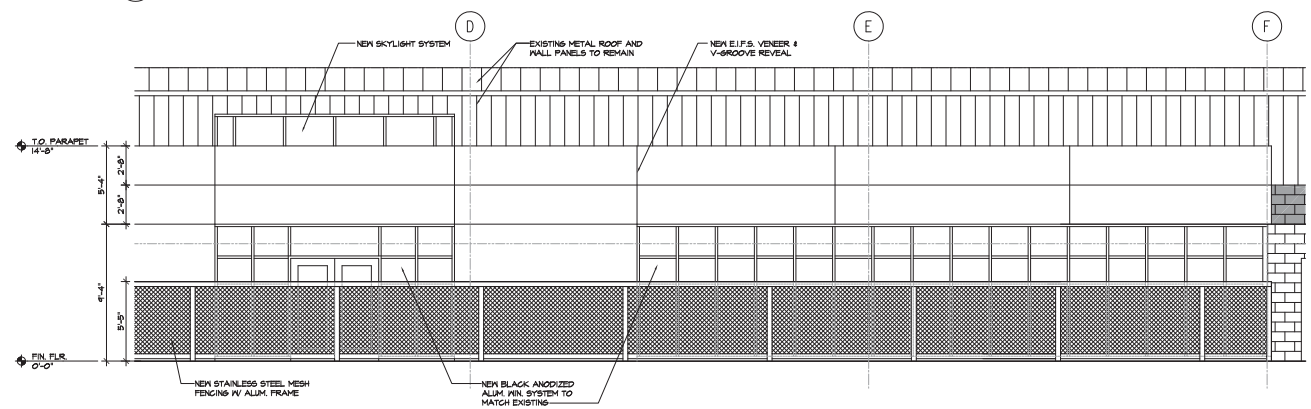 D
E
F
NEW SKYLIGHT SYSTEM
EXISTING METAL ROOF AND
WALL PANELS TO REMAIN
NEW E.I.F.S. VENEER &
V-GROOVE REVEAL
T.O. PARAPET
14'-8"
5'-4"
2'-8"
2'-8"
9'-4"
5'-5"
FIN. FLR.
0'-0"
NEW STAINLESS STEEL MESH
FENCING W/ ALUM. FRAME
NEW BLACK ANODIZED
ALUM. WIN. SYSTEM TO
MATCH EXISTING